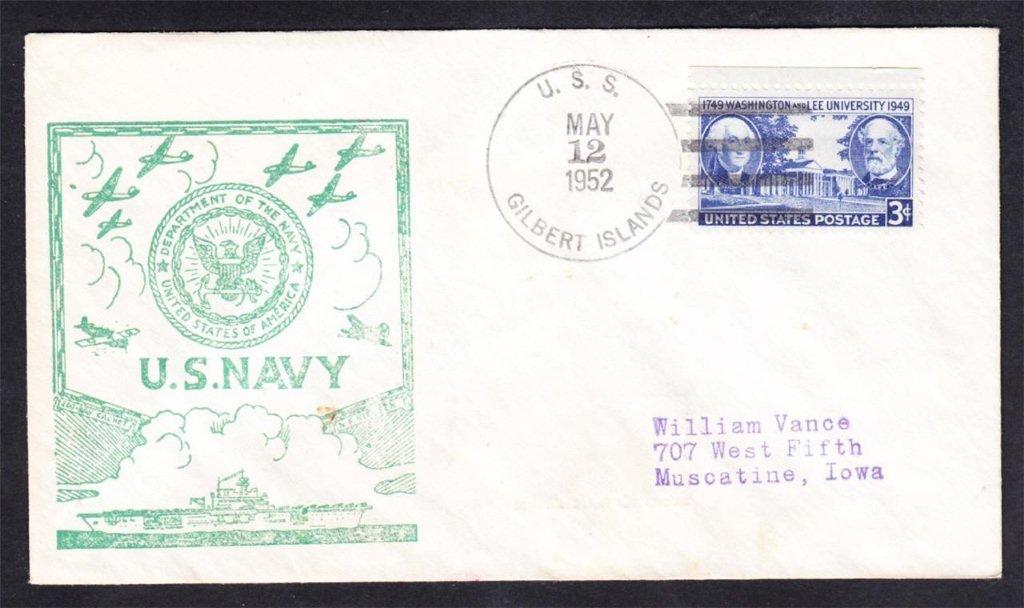 U. S. S.
MAY
12
1952
GILBERT ISLANDS
1749 WASHINGTON AND LEE UNIVERSITY 1949
UNITED STATES POSTAGE 3¢
DEPARTMENT OF THE NAVY
UNITED STATES OF AMERICA
U.S.NAVY
William Vance
707 West Fifth
Muscatine, Iowa